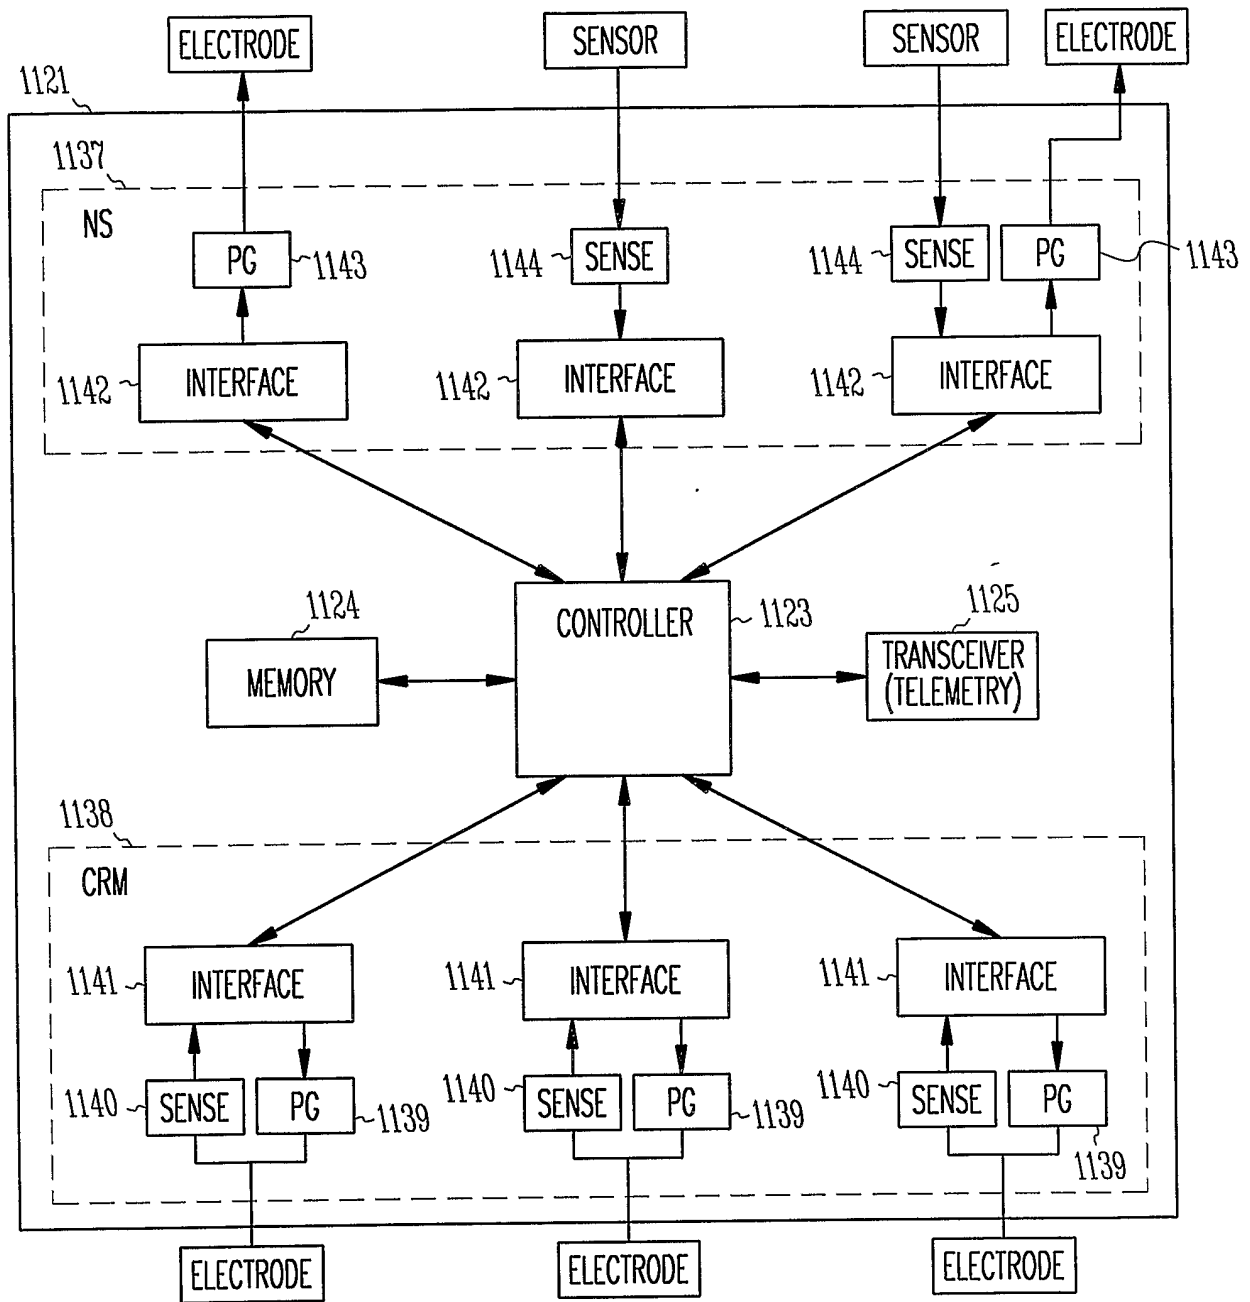 ELECTRODE
SENSOR
SENSOR
ELECTRODE
1121
1137
NS
PG
1143
1144
SENSE
1144
SENSE
PG
1143
1142
INTERFACE
1142
INTERFACE
1142
INTERFACE
1124
MEMORY
CONTROLLER
1123
1125
TRANSCEIVER
(TELEMETRY)
1138
CRM
1141
INTERFACE
1141
INTERFACE
1141
INTERFACE
1140
SENSE
PG
1139
1140
SENSE
PG
1139
1140
SENSE
PG
1139
ELECTRODE
ELECTRODE
ELECTRODE